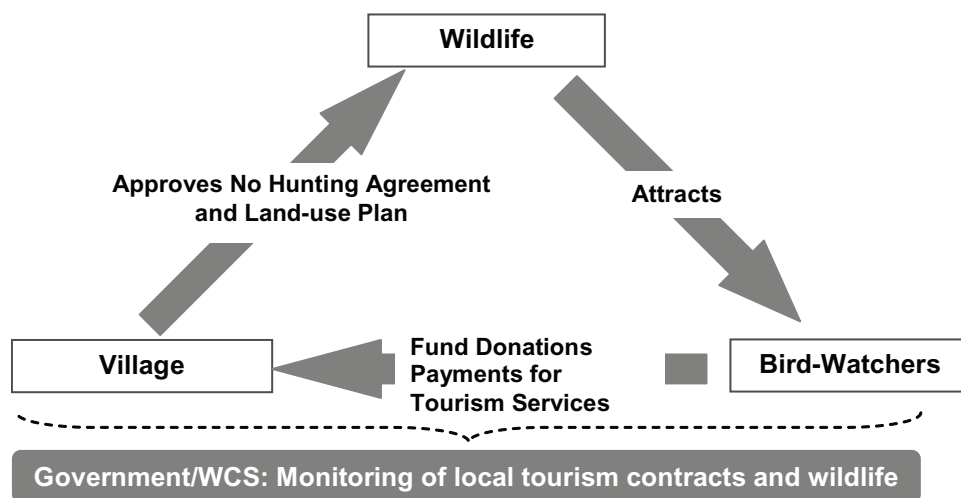 Wildlife
Approves No Hunting Agreement
and Land-use Plan
Attracts
Village
Fund Donations
Payments for
Tourism Services
Bird-Watchers
Government/WCS: Monitoring of local tourism contracts and wildlife